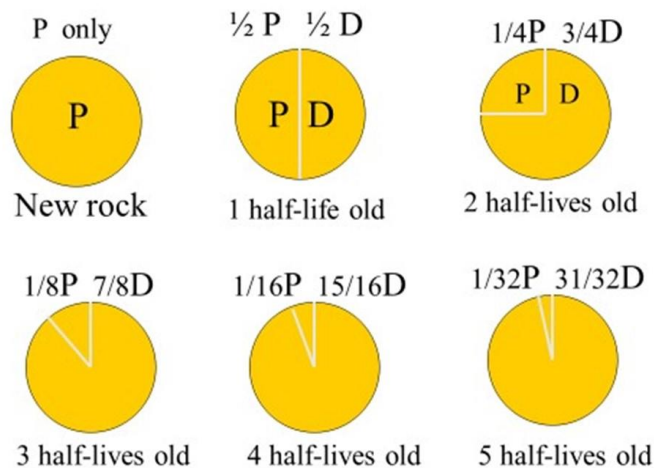 P only
P
New rock
½ P ½ D
P D
1 half-life old
1/4P 3/4D
P D
2 half-lives old
1/8P 7/8D
3 half-lives old
1/16P 15/16D
4 half-lives old
1/32P 31/32D
5 half-lives old